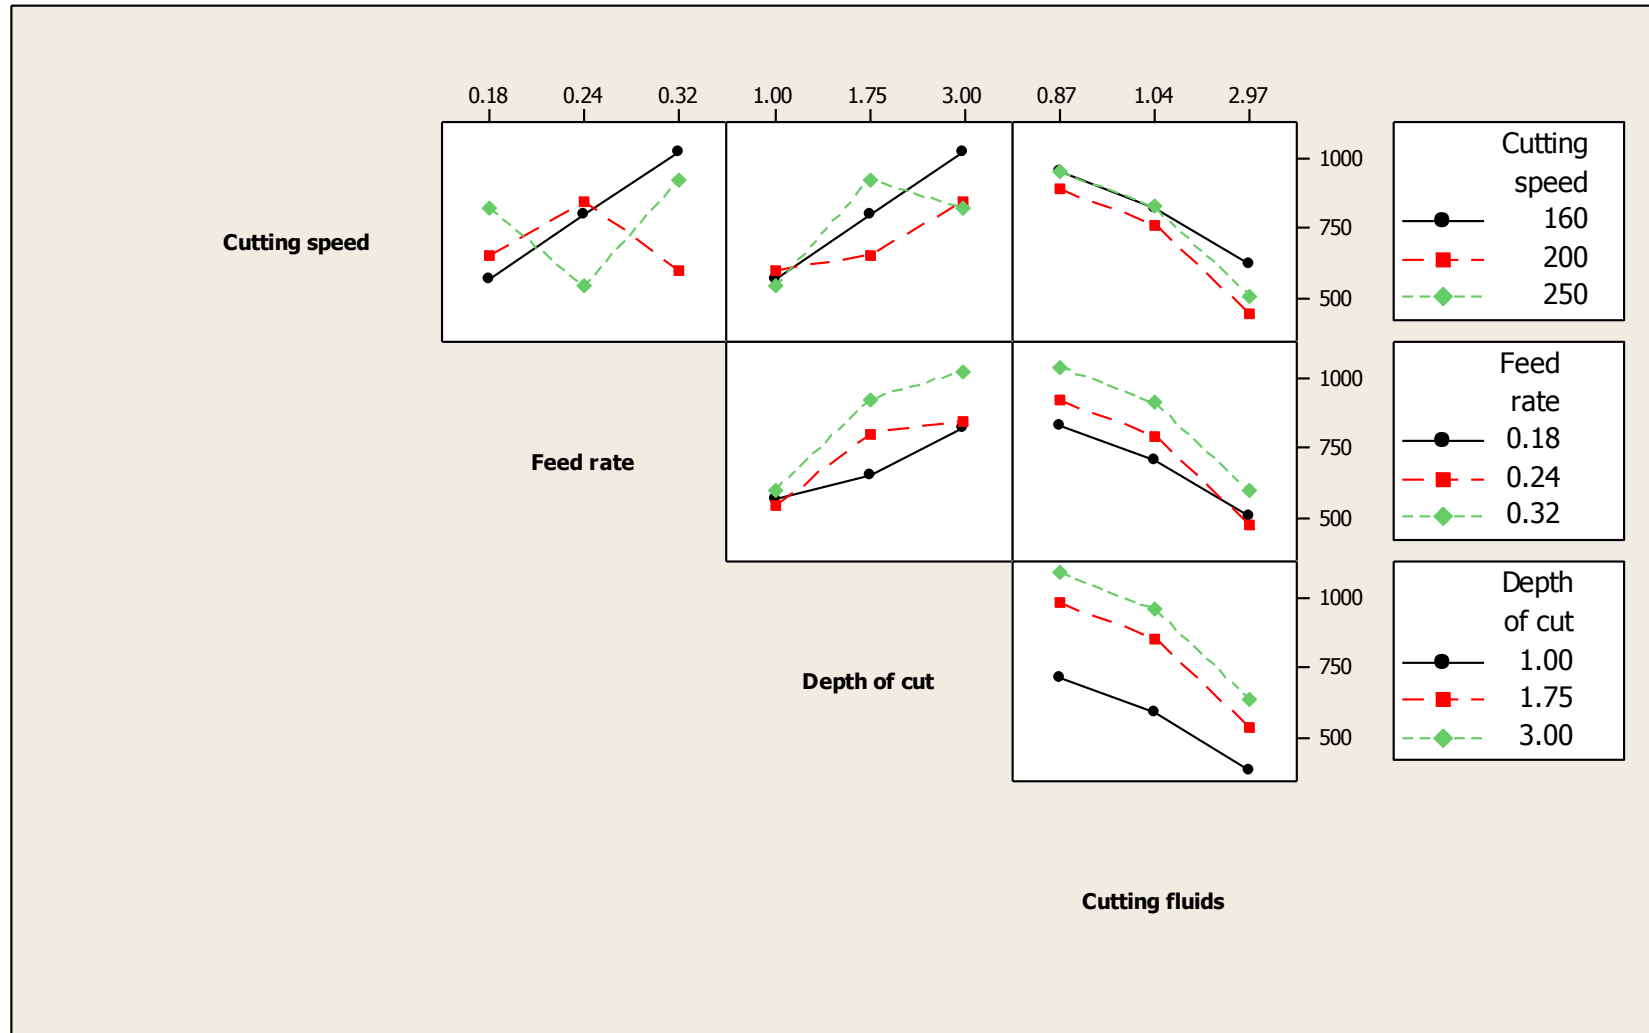 0.18 0.24 0.32 1.00 1.75 3.00 0.87 1.04 2.97
Cutting speed
1000
750
500
Cutting
speed
160
200
250
Feed rate
1000
750
500
Feed
rate
0.18
0.24
0.32
Depth of cut
1000
750
500
Depth
of cut
1.00
1.75
3.00
Cutting fluids